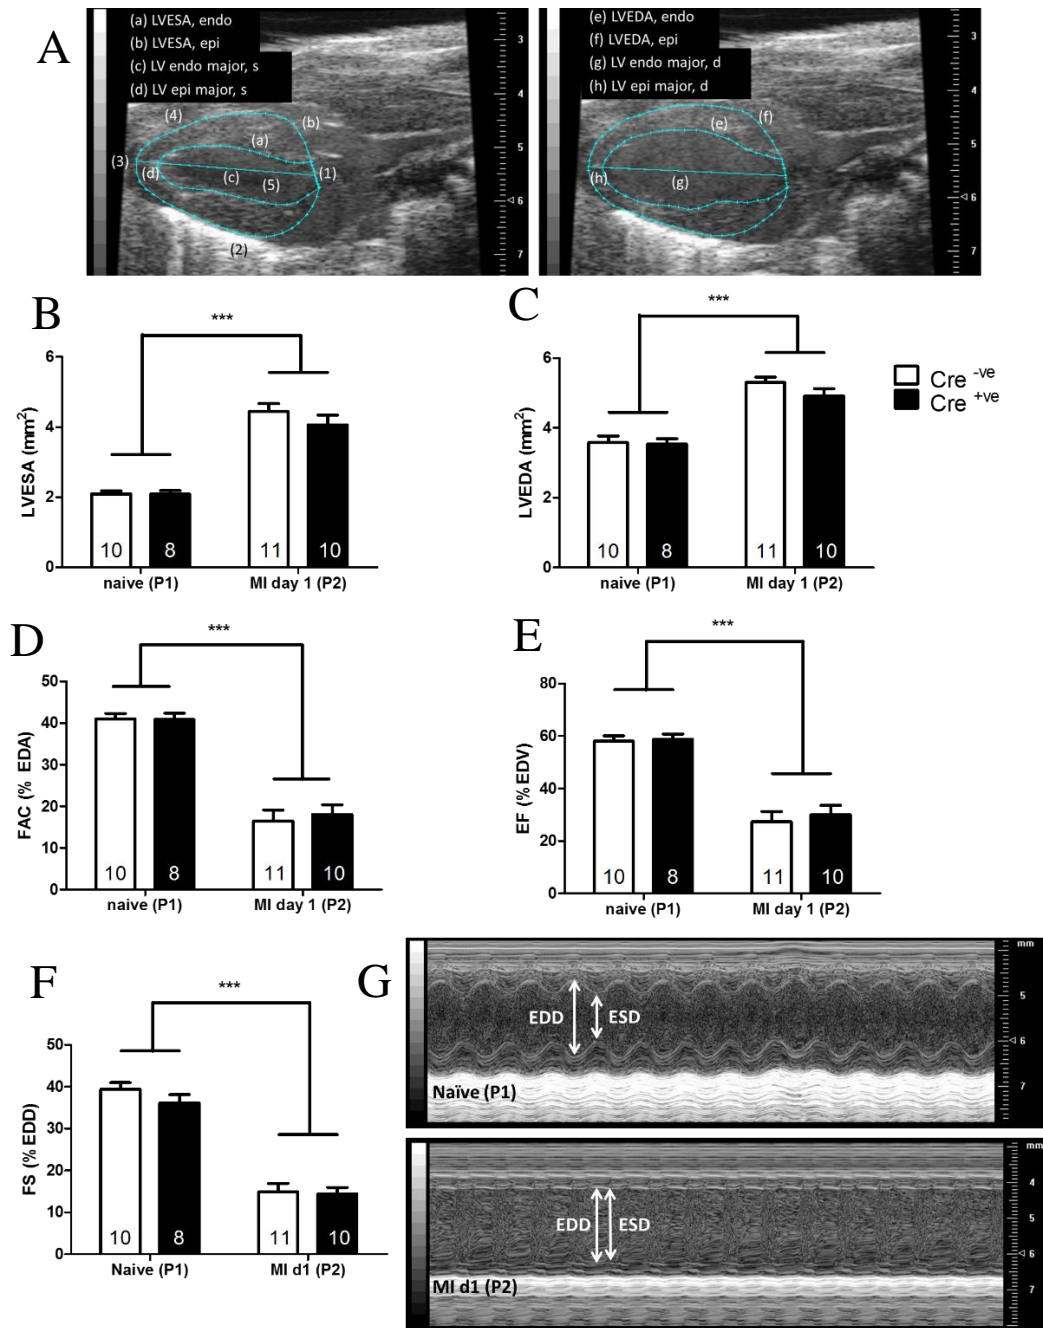 A
(a) LVESA, endo
(b) LVESA, epi
(c) LV endo major, s
(d) LV epi major, s
(4)
(b)
(a)
(3)
(d)
(c)
(5)
(1)
(2)
3
4
5
6
7
(e) LVEDA, endo
(f) LVEDA, epi
(g) LV endo major, d
(h) LV epi major, d
(e)
(f)
(h)
(g)
3
4
5
6
7
B
***
LVESA (mm²)
6
4
2
0
10
8
11
10
naive (P1)
MI day 1 (P2)
C
***
LVEDA (mm²)
6
4
2
0
10
8
11
10
naive (P1)
MI day 1 (P2)
Cre -ve
Cre +ve
D
***
FAC (% EDA)
50
40
30
20
10
0
10
8
11
10
naive (P1)
MI day 1 (P2)
E
***
EF (% EDV)
80
60
40
20
0
10
8
11
10
naive (P1)
MI day 1 (P2)
F
***
FS (% EDD)
50
40
30
20
10
0
10
8
11
10
Naive (P1)
MI d1 (P2)
G
EDD
ESD
Naïve (P1)
mm
5
6
7
EDD
ESD
MI d1 (P2)
mm
4
5
6
7